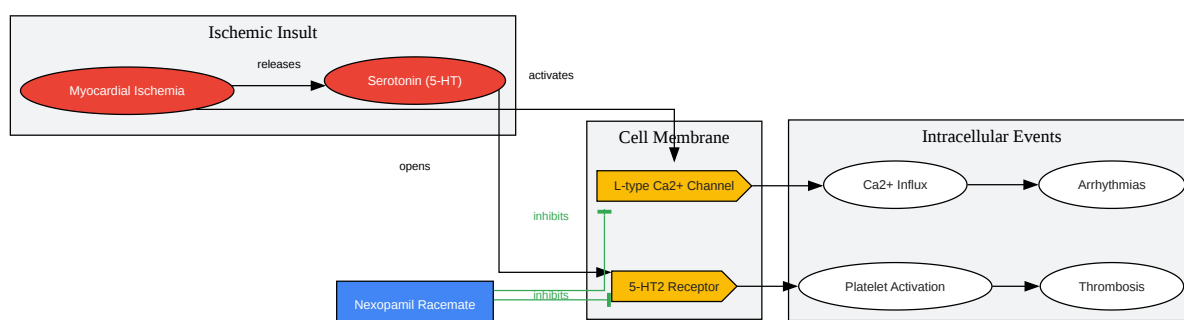 Ischemic Insult
Myocardial Ischemia
releases
Serotonin (5-HT)
activates
opens
Cell Membrane
L-type Ca2+ Channel
inhibits
5-HT2 Receptor
inhibits
Nexopamil Racemate
Intracellular Events
Ca2+ Influx
Arrhythmias
Platelet Activation
Thrombosis